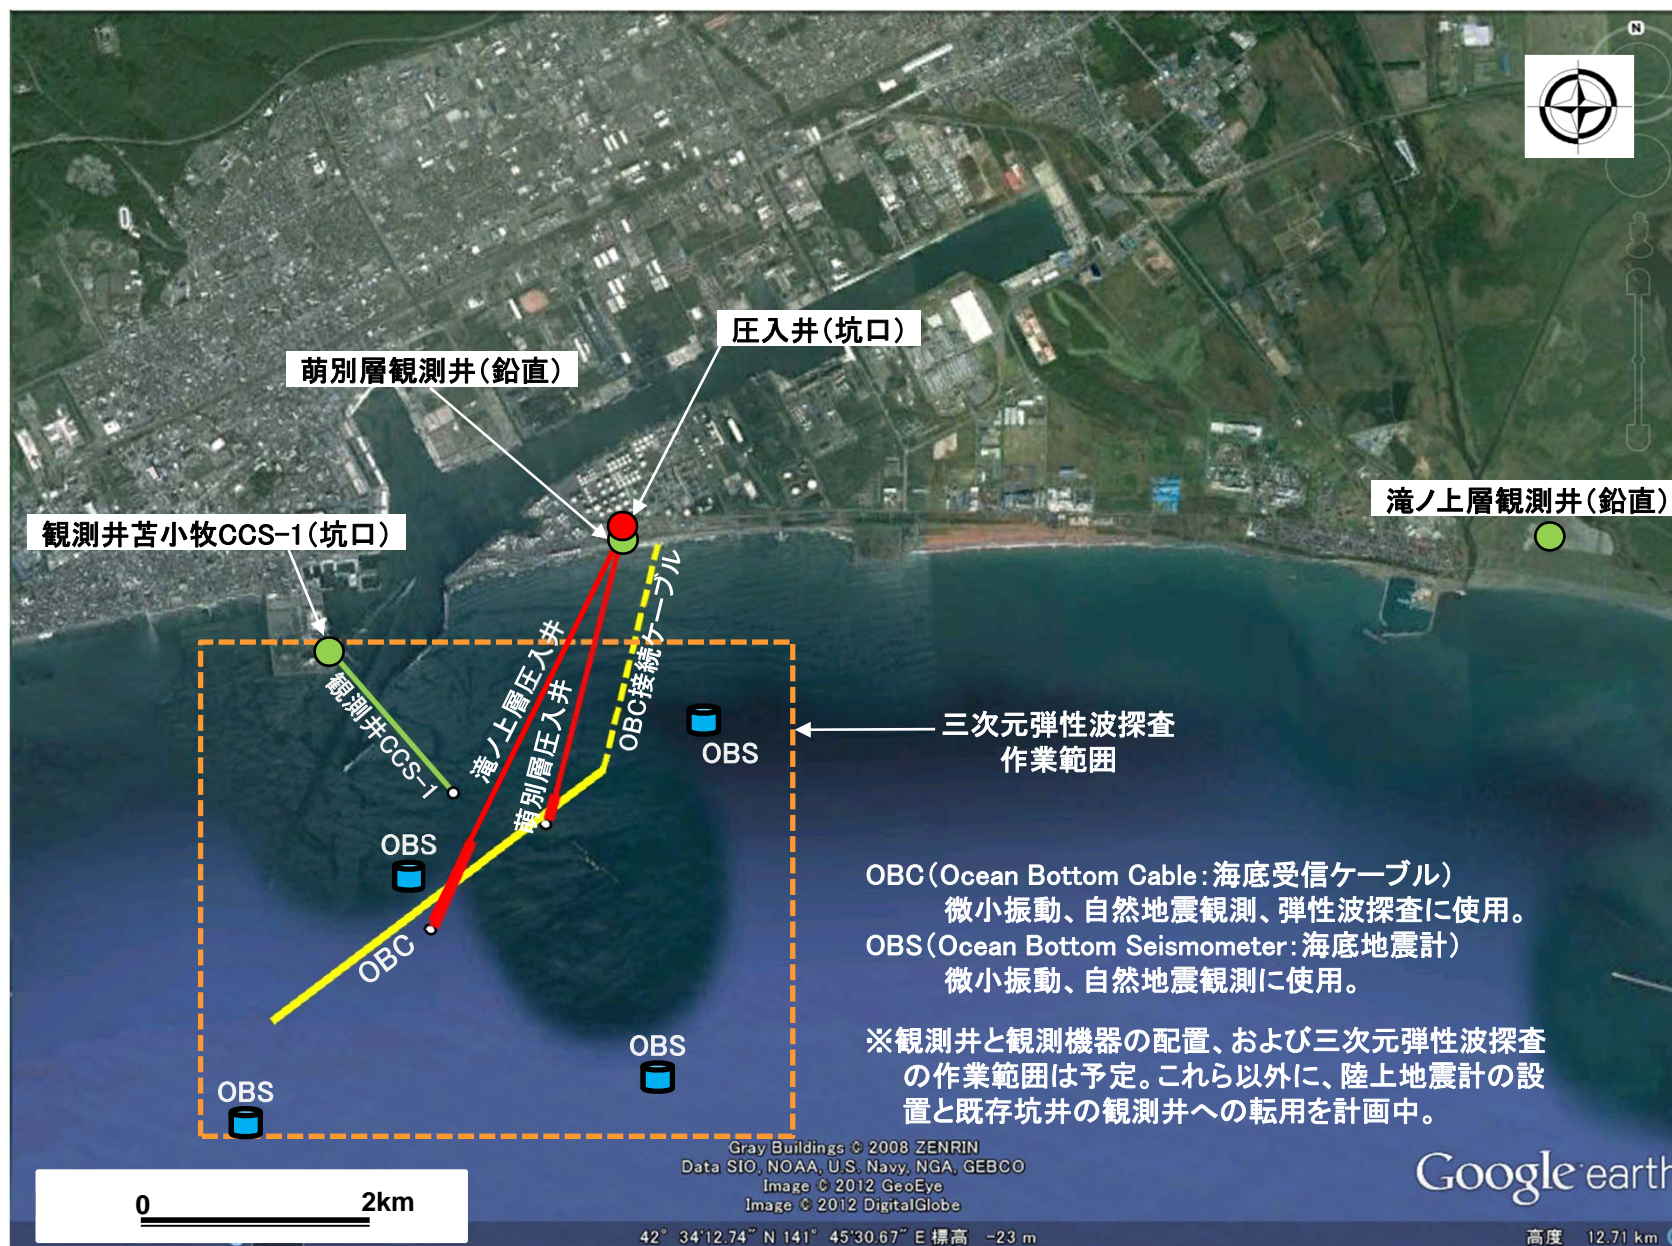 N
圧入井(坑口)
萌別層観測井(鉛直)
滝ノ上層観測井(鉛直)
観測井苫小牧CCS-1(坑口)
観測井CCS-1
滝ノ上層圧入井
萌別層圧入井
OBC接続ケーブル
OBS
三次元弾性波探査
作業範囲
OBS
OBC
OBC(Ocean Bottom Cable:海底受信ケーブル)
微小振動、自然地震観測、弾性波探査に使用。
OBS(Ocean Bottom Seismometer:海底地震計)
微小振動、自然地震観測に使用。
OBS
OBS
※観測井と観測機器の配置、および三次元弾性波探査
の作業範囲は予定。これら以外に、陸上地震計の設
置と既存坑井の観測井への転用を計画中。
Gray Buildings © 2008 ZENRIN
Data SIO, NOAA, U.S. Navy, NGA, GEBCO
Image © 2012 GeoEye
Image © 2012 DigitalGlobe
Google earth
0 2km
42° 34'12.74" N 141° 45'30.67" E 標高 -23 m
高度 12.71 km